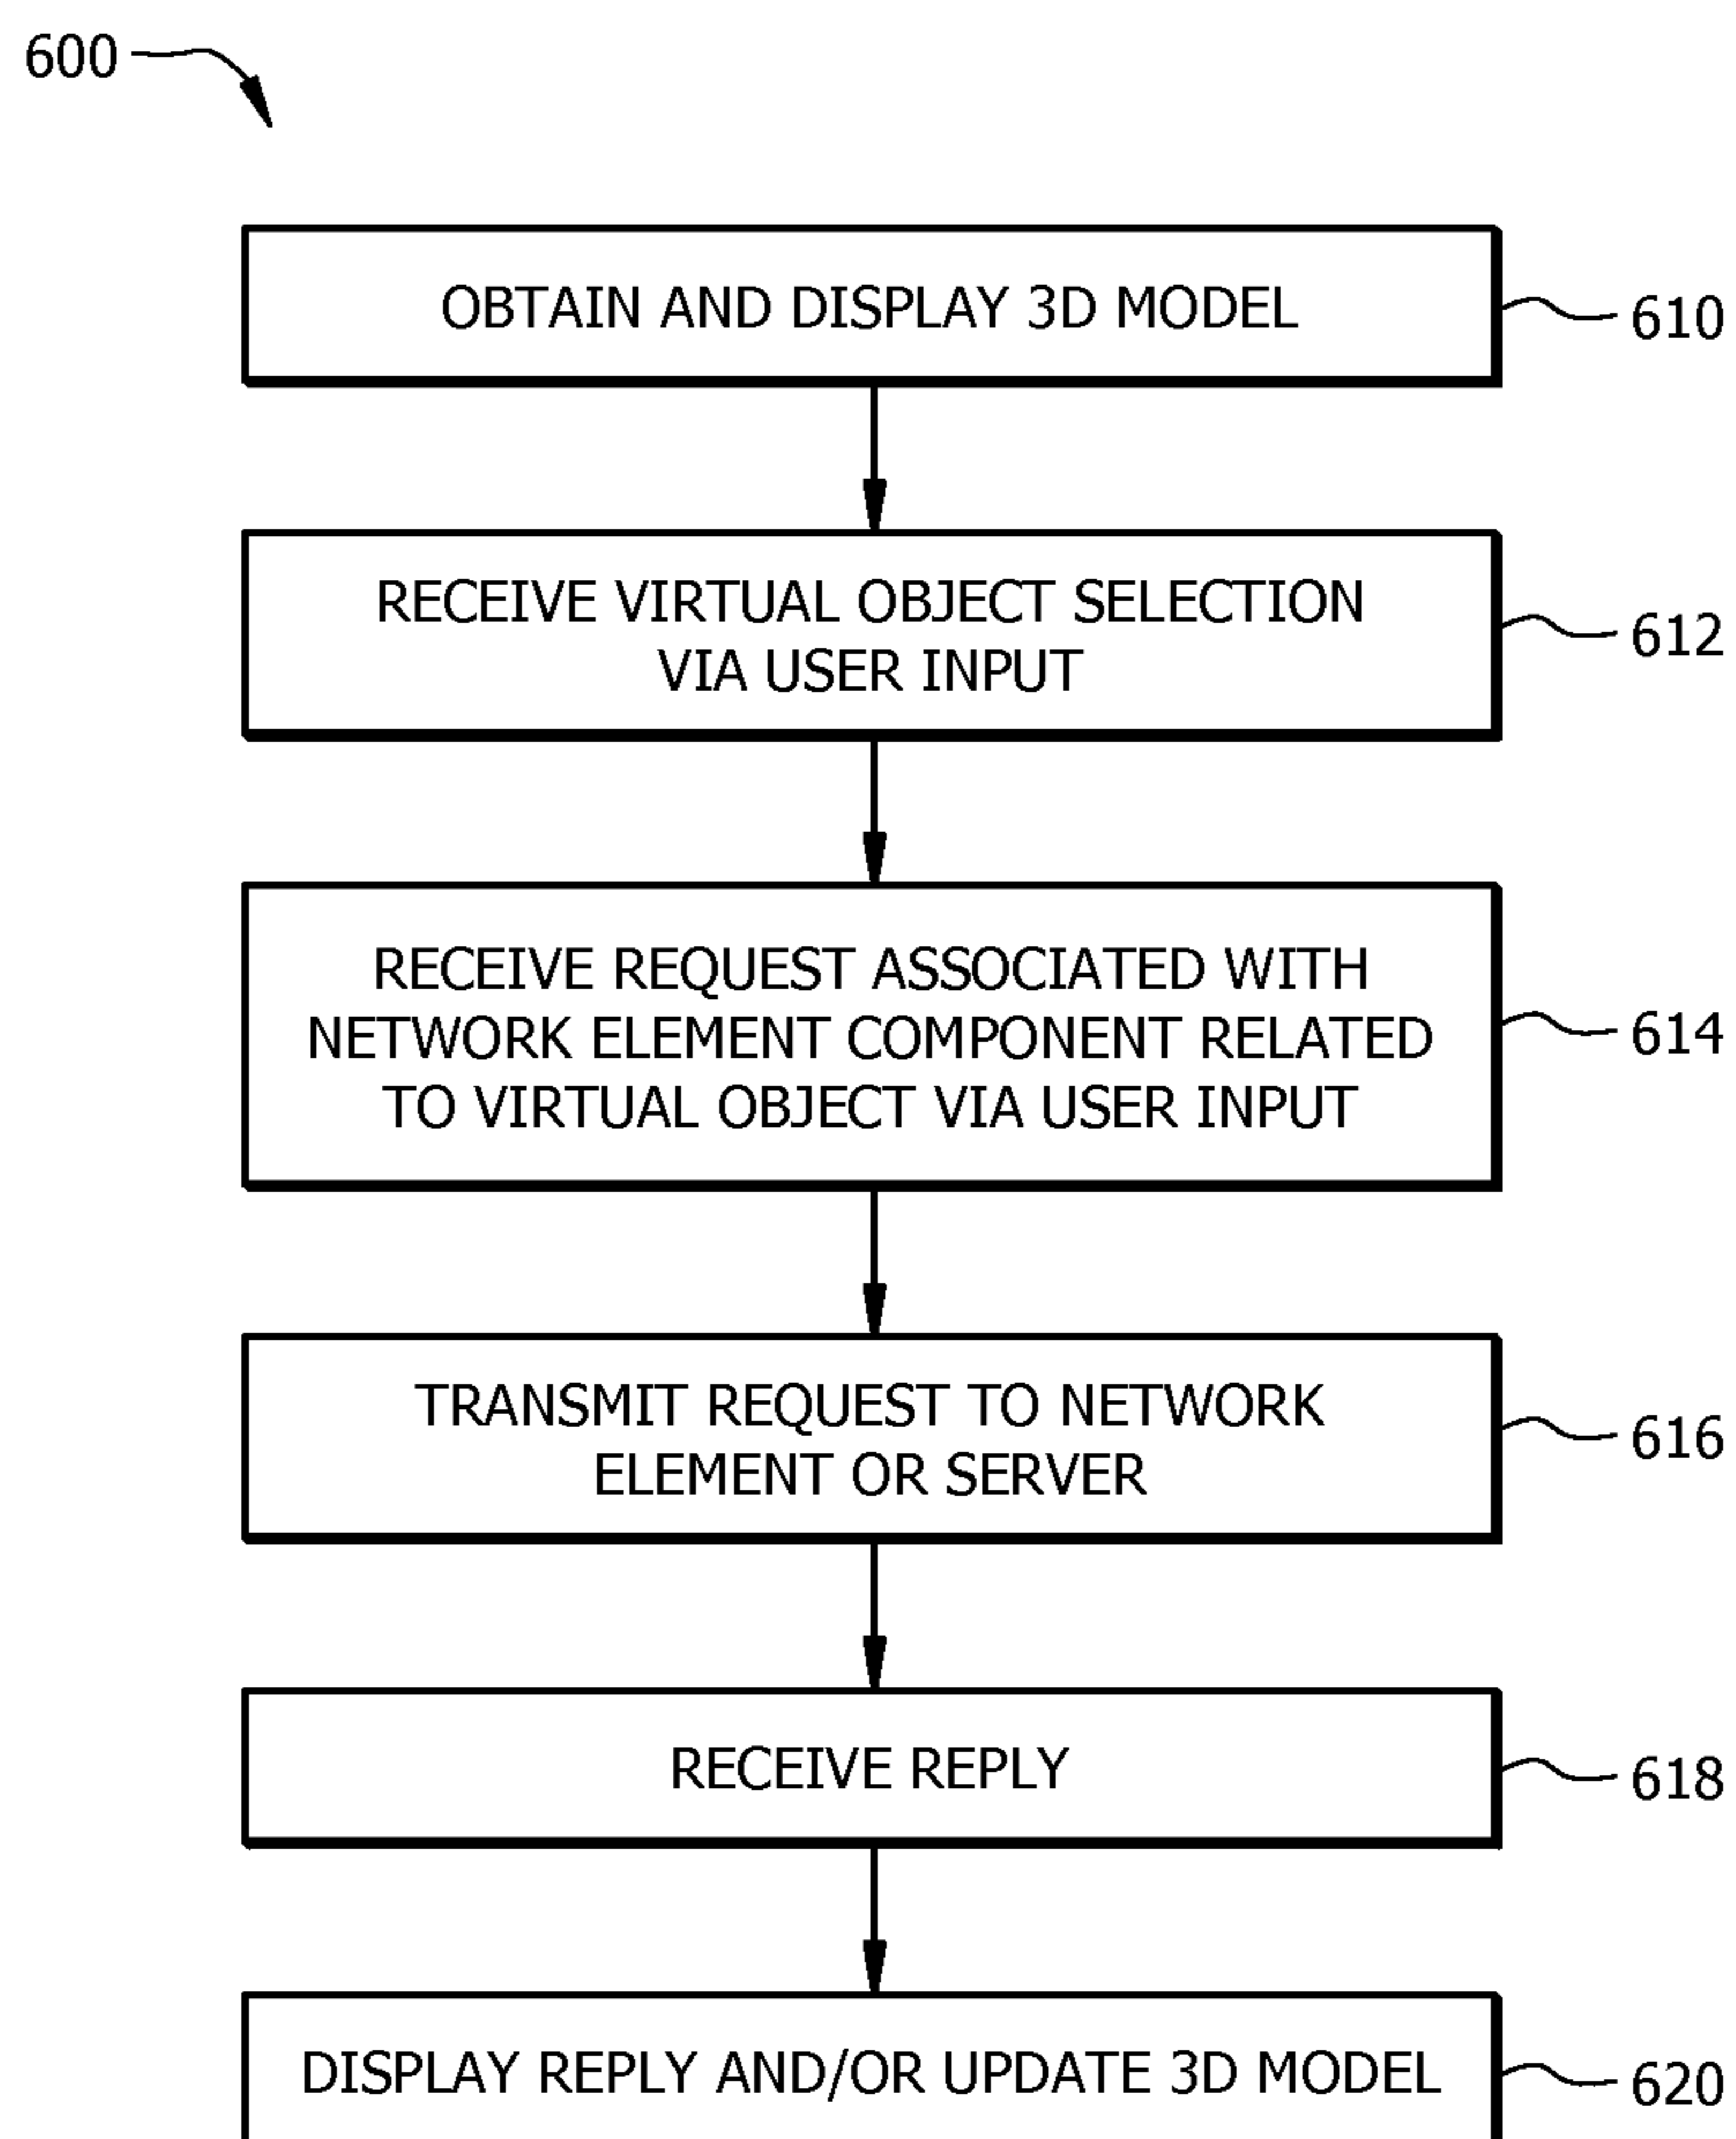 600
OBTAIN AND DISPLAY 3D MODEL
610
RECEIVE VIRTUAL OBJECT SELECTION
VIA USER INPUT
612
RECEIVE REQUEST ASSOCIATED WITH
NETWORK ELEMENT COMPONENT RELATED
TO VIRTUAL OBJECT VIA USER INPUT
614
TRANSMIT REQUEST TO NETWORK
ELEMENT OR SERVER
616
RECEIVE REPLY
618
DISPLAY REPLY AND/OR UPDATE 3D MODEL
620